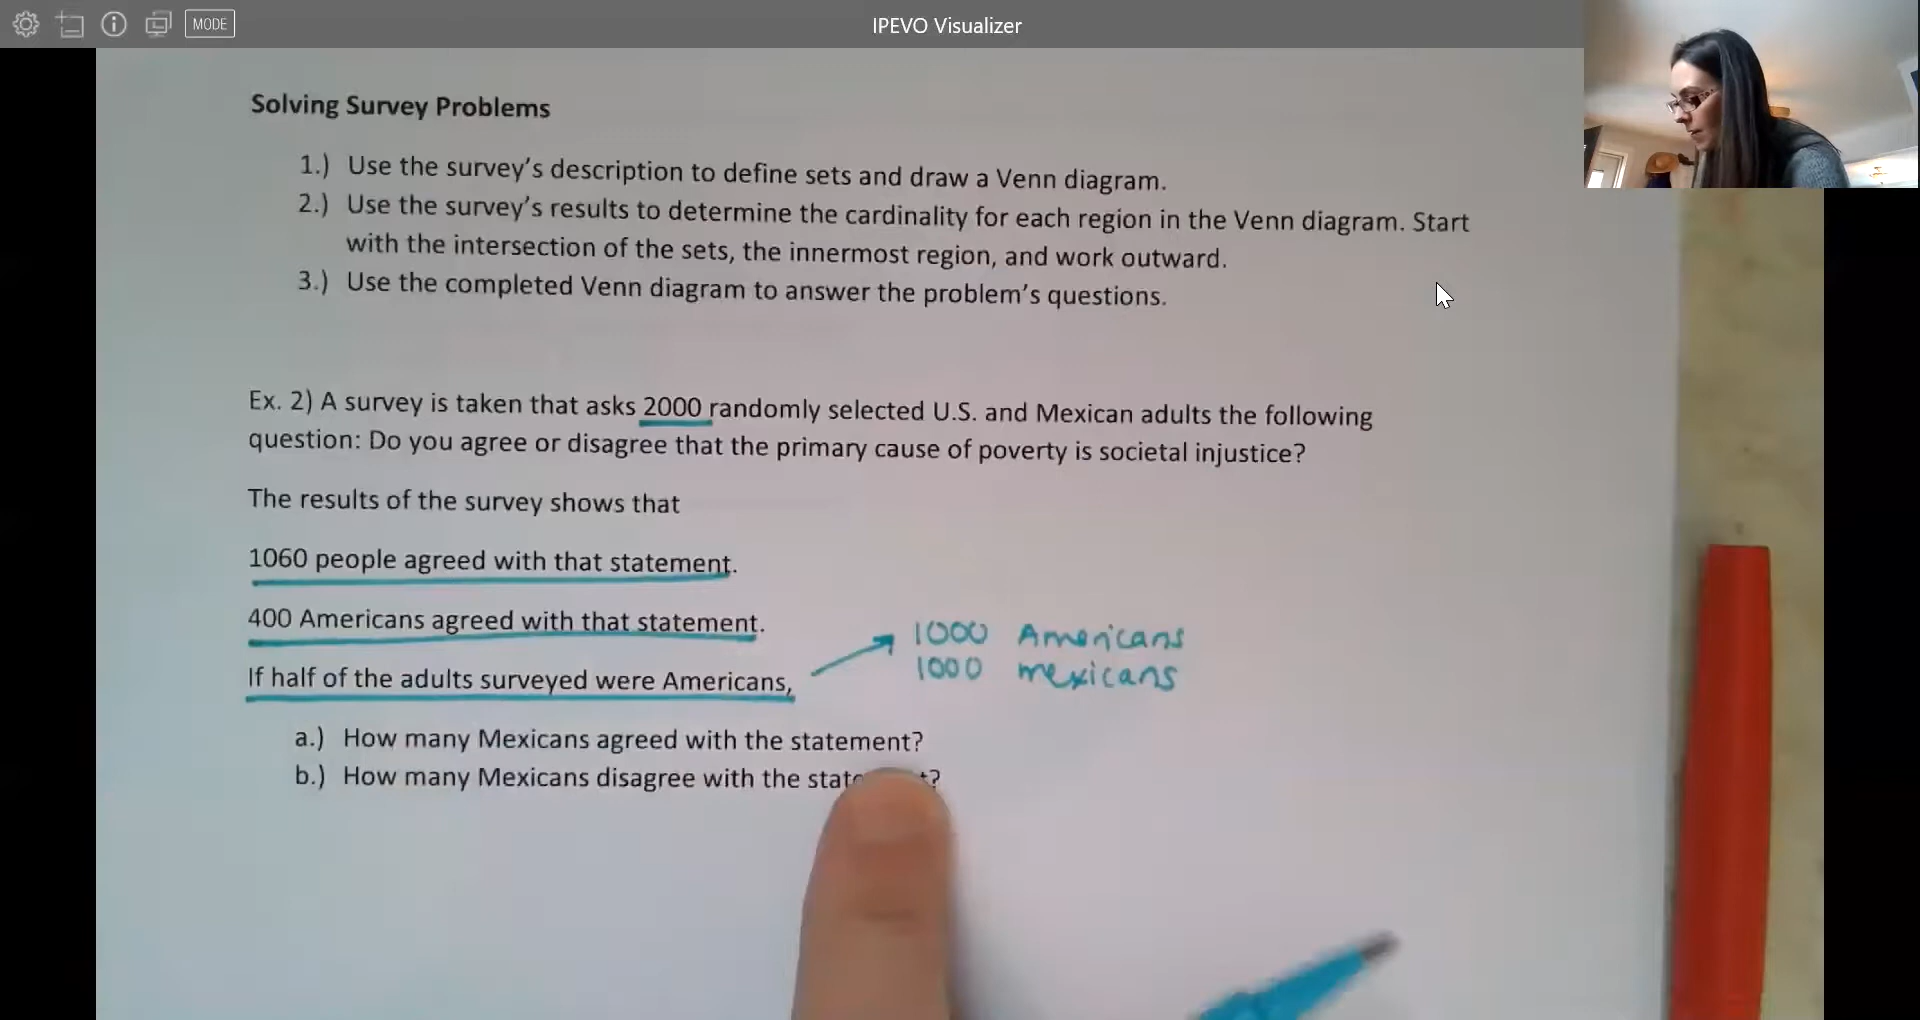 MODE
IPEVO Visualizer
Solving Survey Problems
1.) Use the survey's description to define sets and draw a Venn diagram.
2.) Use the survey's results to determine the cardinality for each region in the Venn diagram. Start
with the intersection of the sets, the innermost region, and work outward.
3.) Use the completed Venn diagram to answer the problem's questions.
Ex. 2) A survey is taken that asks 2000 randomly selected U.S. and Mexican adults the following
question: Do you agree or disagree that the primary cause of poverty is societal injustice?
The results of the survey shows that
1060 people agreed with that statement.
400 Americans agreed with that statement.
1000 Americans
If half of the adults surveyed were Americans,
1000 mexicans
a.) How many Mexicans agreed with the statement?
b.) How many Mexicans disagree with the